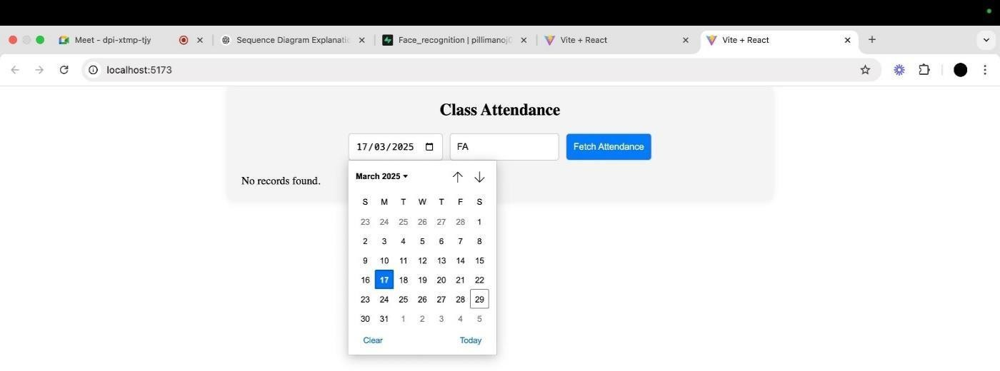 Meet - dpi-xtmp-tjy
Sequence Diagram Explanatic
Face_recognition | pillimanoj0
Vite + React
Vite + React
localhost:5173
Class Attendance
17/03/2025
FA
Fetch Attendance
No records found.
March 2025
S M T W T F S
23 24 25 26 27 28 1
2 3 4 5 6 7 8
9 10 11 12 13 14 15
16 17 18 19 20 21 22
23 24 25 26 27 28 29
30 31 1 2 3 4 5
Clear Today